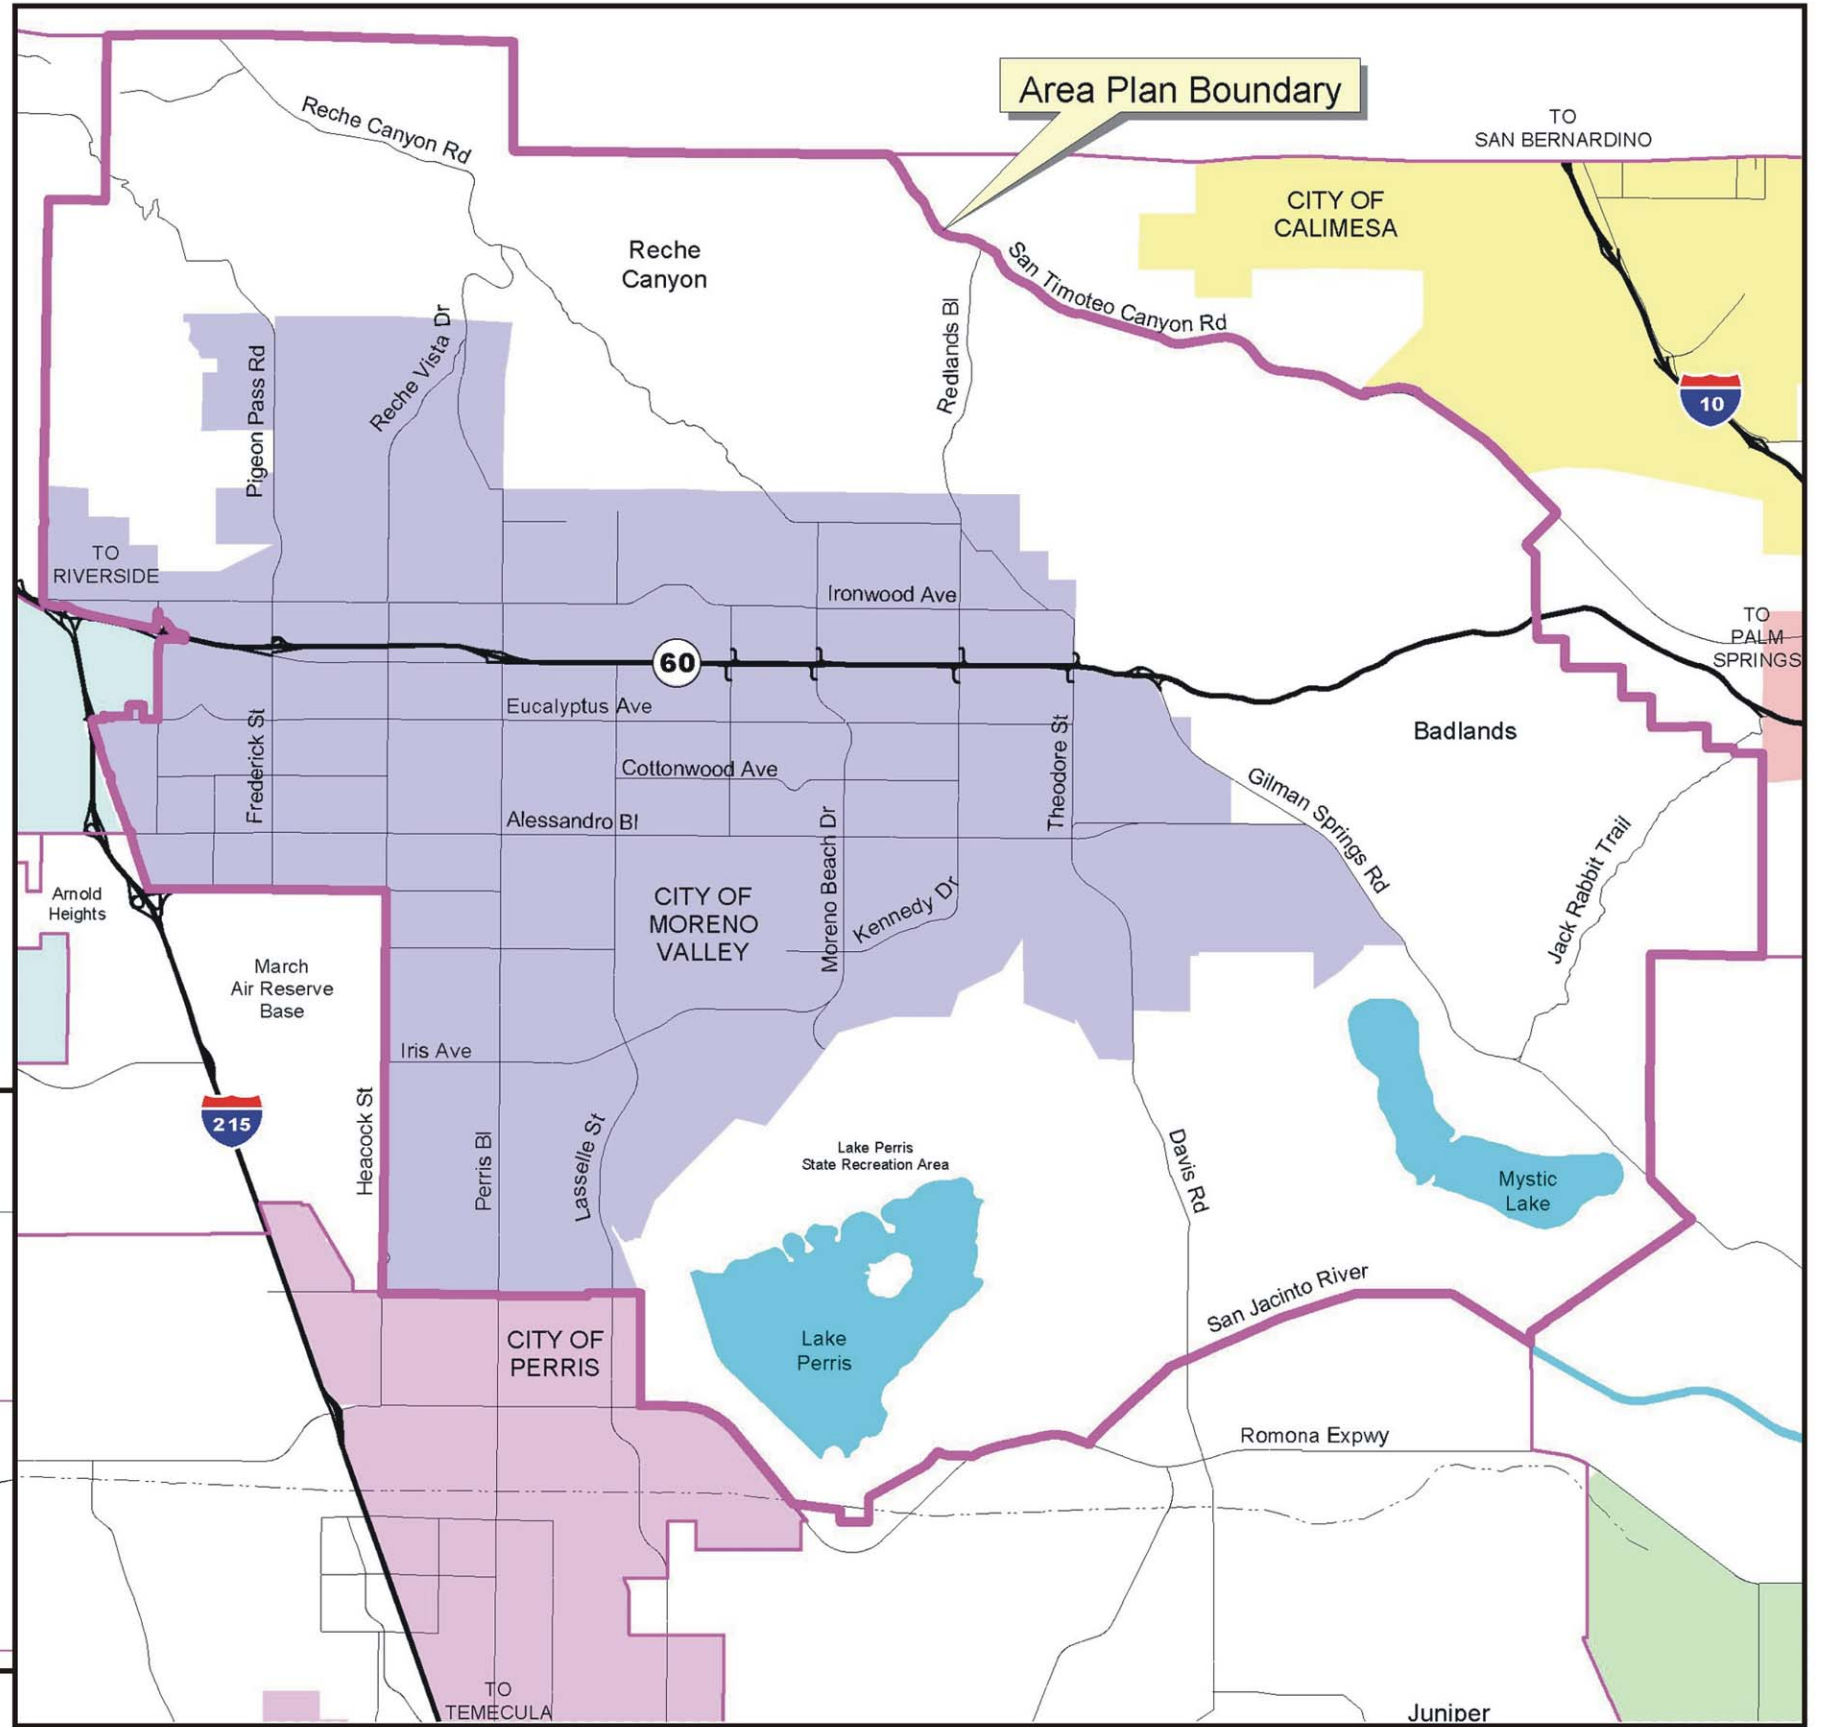 Area Plan Boundary
TO
SAN BERNARDINO
Reche Canyon Rd
CITY OF
CALIMESA
Reche
Canyon
San Timoteo Canyon Rd
Redlands Bl
Reche Vista Dr
Pigeon Pass Rd
10
TO
RIVERSIDE
Ironwood Ave
TO
PALM
SPRINGS
60
Eucalyptus Ave
Frederick St
Theodore St
Badlands
Cottonwood Ave
Gilman Springs Rd
Alessandro Bl
Moreno Beach Dr
Jack Rabbit Trail
Arnold
Heights
CITY OF
MORENO
VALLEY
Kennedy Dr
March
Air Reserve
Base
Iris Ave
215
Heacock St
Perris Bl
Lasselle St
Lake Perris
State Recreation Area
Davis Rd
Mystic
Lake
San Jacinto River
CITY OF
PERRIS
Lake
Perris
Romona Expwy
TO
TEMECULA
Juniper